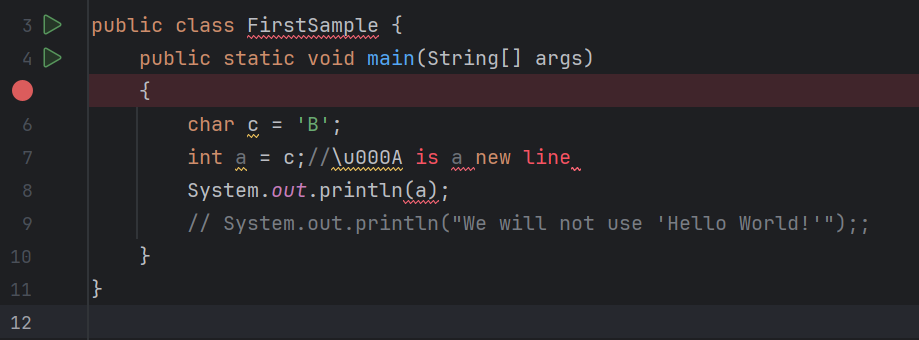 3 public class FirstSample {
4     public static void main(String[] args)
    {
6         char c = 'B';
7         int a = c;//\u000A is a new line
8         System.out.println(a);
9         // System.out.println("We will not use 'Hello World!'");;
10     }
11 }
12